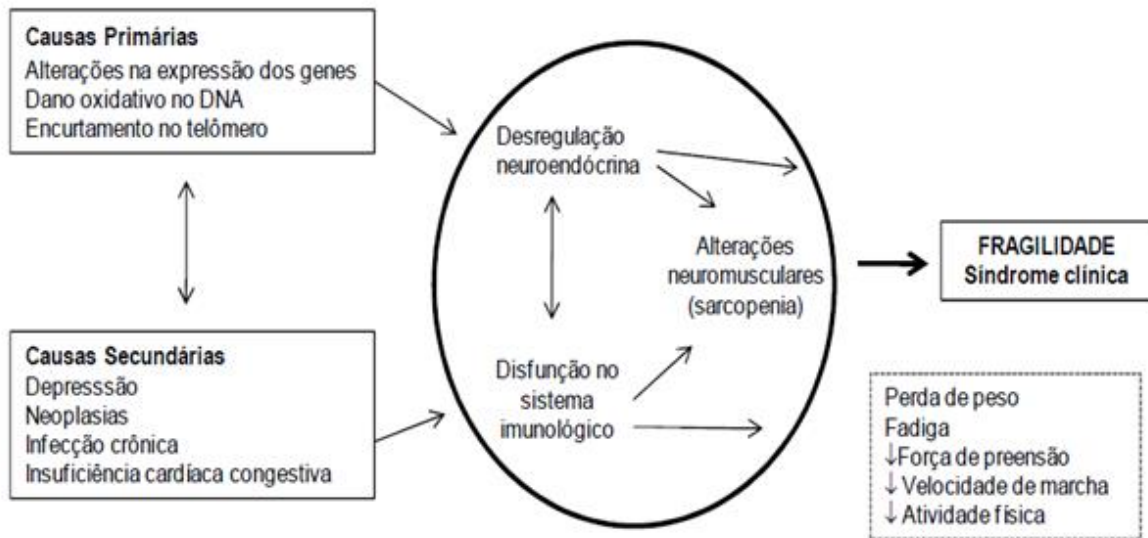 Causas Primárias
Alterações na expressão dos genes
Dano oxidativo no DNA
Encurtamento no telômero
Causas Secundárias
Depresssão
Neoplasias
Infecção crônica
Insuficiência cardíaca congestiva
Desregulação
neuroendócrina
Alterações
neuromusculares
(sarcopenia)
Disfunção no
sistema
imunológico
FRAGILIDADE
Síndrome clínica
Perda de peso
Fadiga
↓Força de preensão
↓ Velocidade de marcha
↓ Atividade física